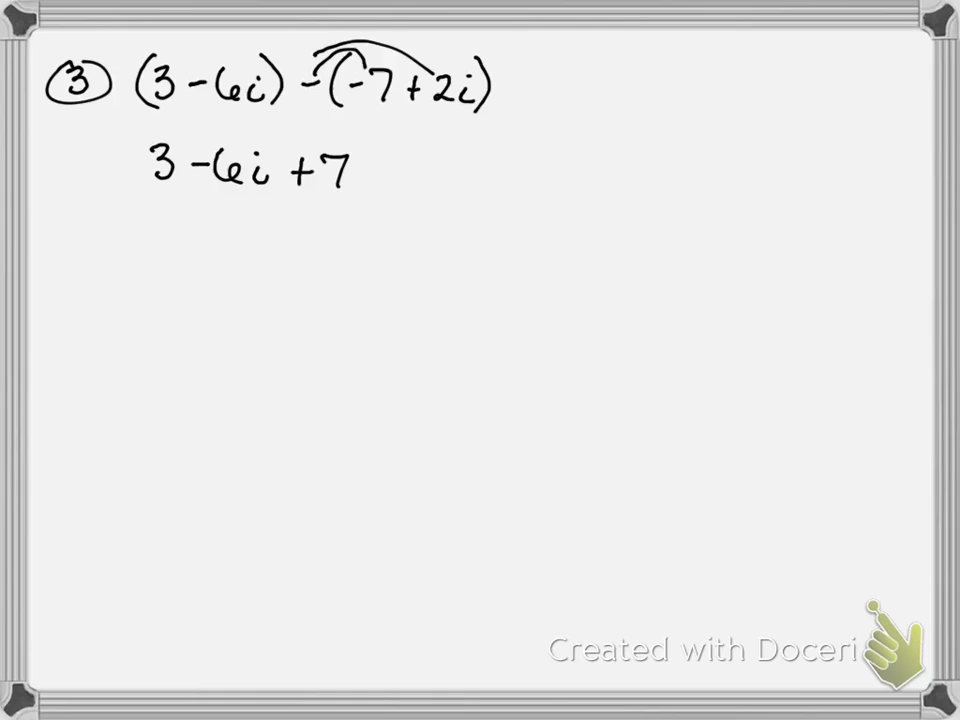 ③ (3 - 6i) - (-7 + 2i)
3 - 6i + 7
Created with Doceri